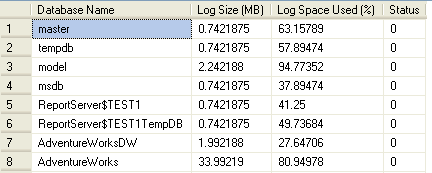 Database Name Log Size (MB) Log Space Used (%) Status
1 master 0.7421875 63.15789 0
2 tempdb 0.7421875 57.89474 0
3 model 2.242188 94.77352 0
4 msdb 0.7421875 37.89474 0
5 ReportServer$TEST1 0.7421875 41.25 0
6 ReportServer$TEST1TempDB 0.7421875 49.73684 0
7 AdventureWorksDW 1.992188 27.64706 0
8 AdventureWorks 33.99219 80.94978 0